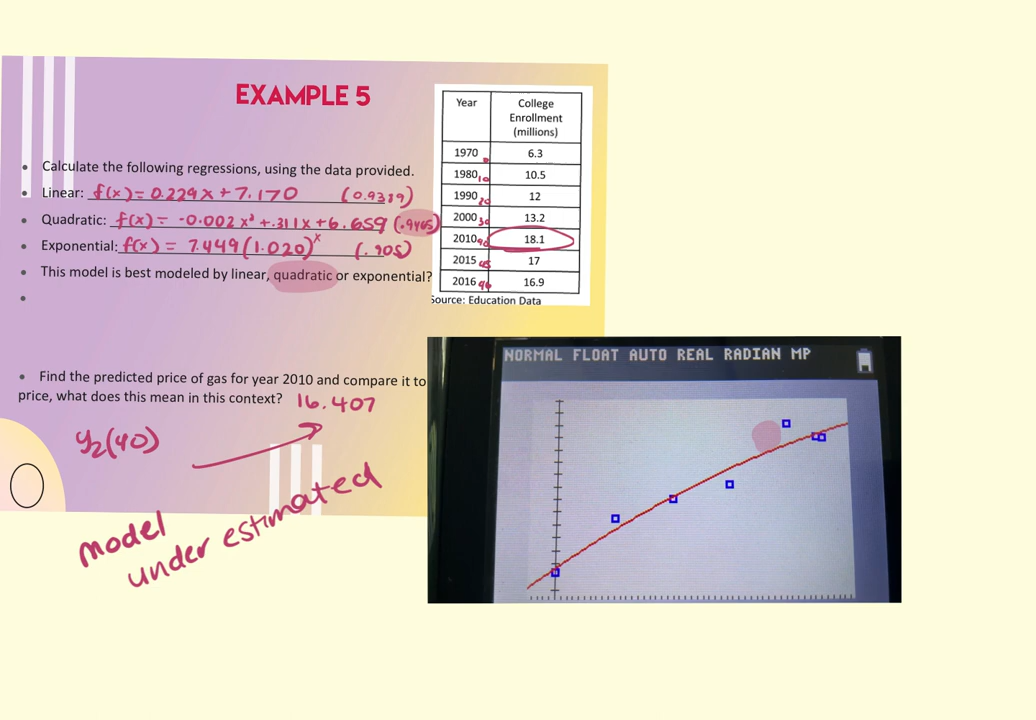 EXAMPLE 5
• Calculate the following regressions, using the data provided.
• Linear: f(x) = 0.229x + 7.170 (0.9389)
• Quadratic: f(x) = -0.002x² + .311x + 6.659 (.9465)
• Exponential: f(x) = 7.449(1.020)^x (.905)
• This model is best modeled by linear, quadratic or exponential?
•
Year College Enrollment (millions)
1970 0 6.3
1980 10 10.5
1990 20 12
2000 30 13.2
2010 40 18.1
2015 45 17
2016 46 16.9
Source: Education Data
• Find the predicted price of gas for year 2010 and compare it to
price, what does this mean in this context? 16.407
y₂(40)
model
under estimated
NORMAL FLOAT AUTO REAL RADIAN MP